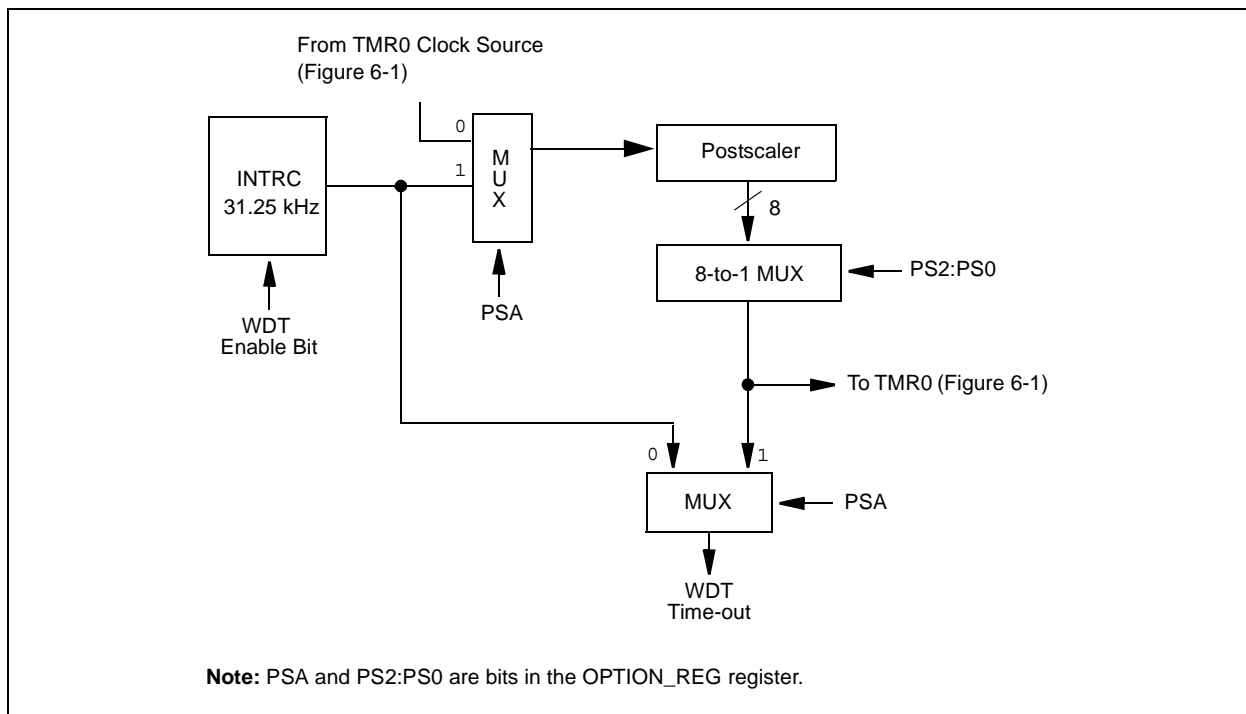 From TMR0 Clock Source
(Figure 6-1)
0
1
M
U
X
Postscaler
INTRC
31.25 kHz
8
8-to-1 MUX
PS2:PS0
PSA
WDT
Enable Bit
To TMR0 (Figure 6-1)
0
1
MUX
PSA
WDT
Time-out
Note: PSA and PS2:PS0 are bits in the OPTION_REG register.